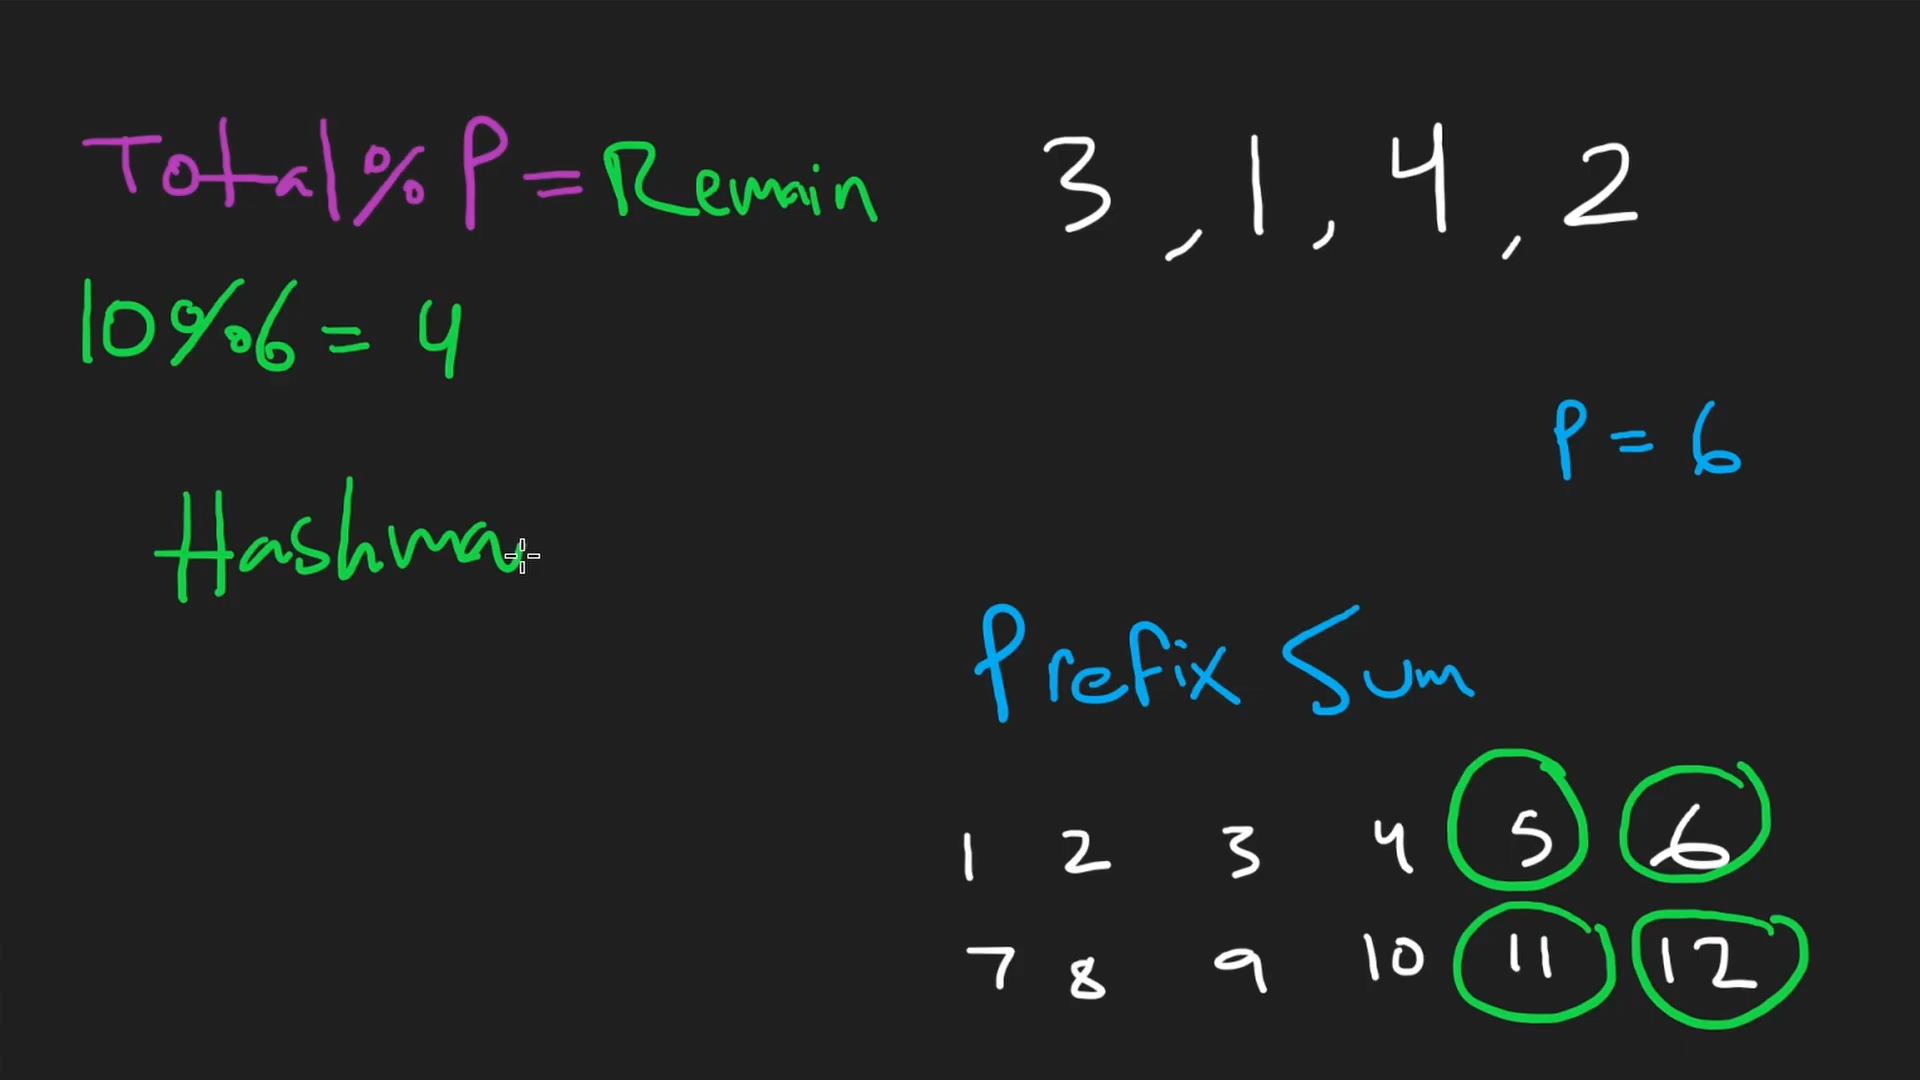 Total % P = Remain
3, 1, 4, 2
10%6 = 4
P = 6
Hashma
Prefix Sum
1 2 3 4 5 6
7 8 9 10 11 12